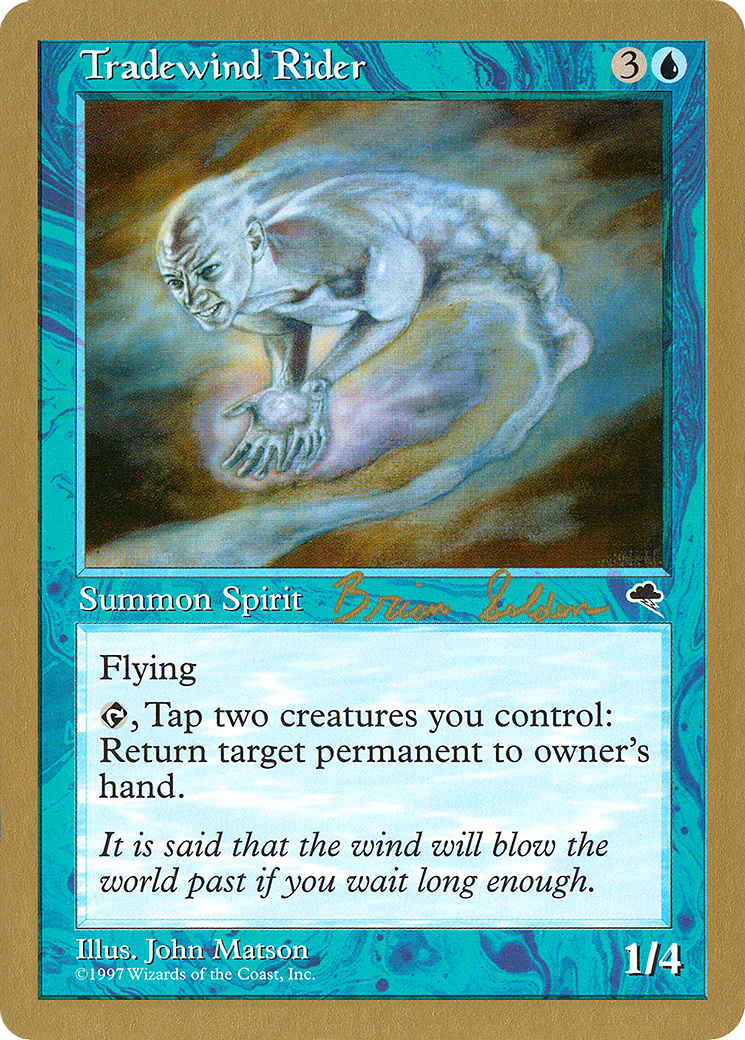 Tradewind Rider 3
Summon Spirit Brian Selden
Flying
, Tap two creatures you control:
Return target permanent to owner's
hand.
It is said that the wind will blow the
world past if you wait long enough.
Illus. John Matson
©1997 Wizards of the Coast, Inc.
1/4